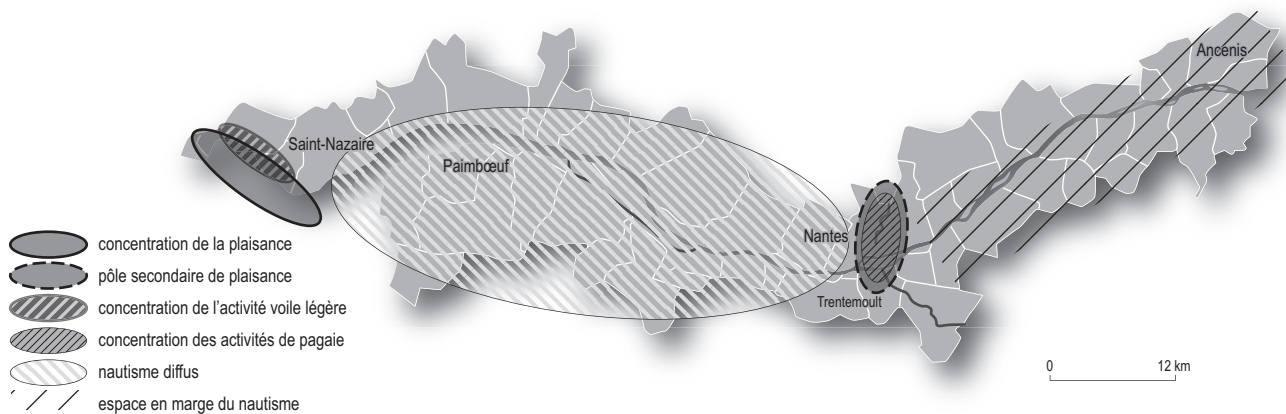 Ancenis
Saint-Nazaire
Paimbœuf
Nantes
Trentemoult
concentration de la plaisance
pôle secondaire de plaisance
concentration de l'activité voile légère
concentration des activités de pagaie
nautisme diffus
espace en marge du nautisme
0 12 km